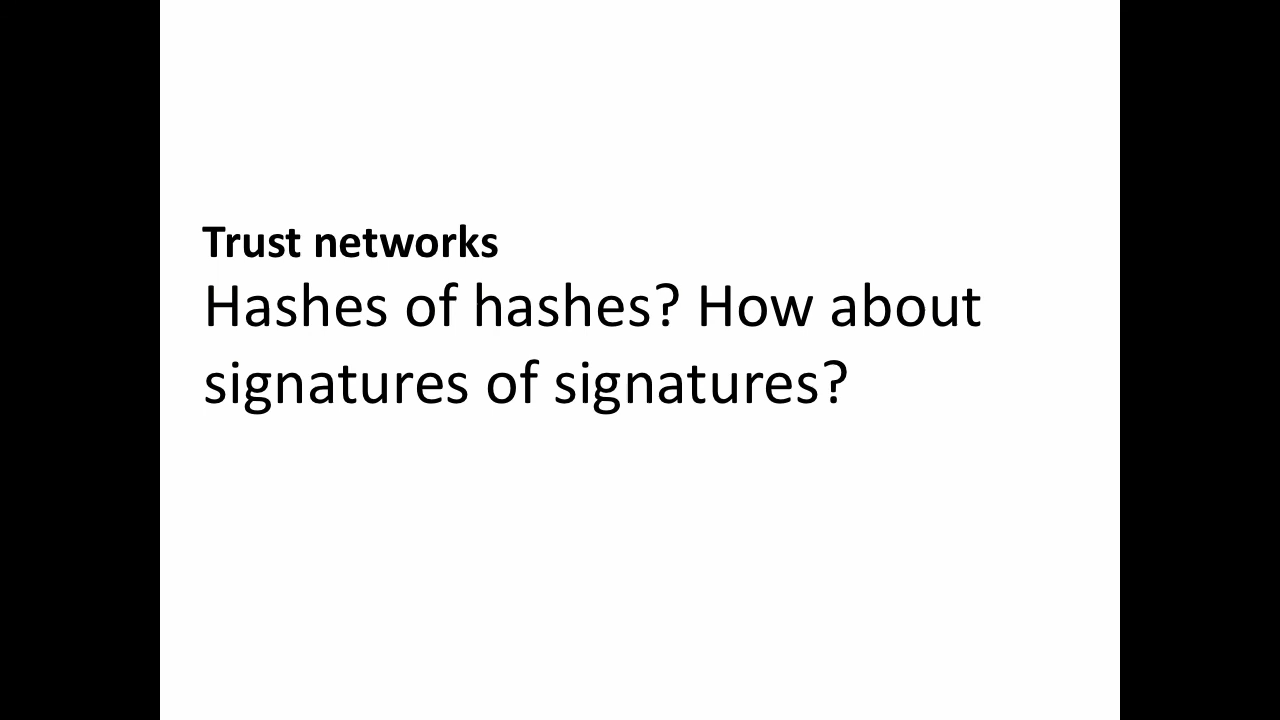 Trust networks
Hashes of hashes? How about
signatures of signatures?